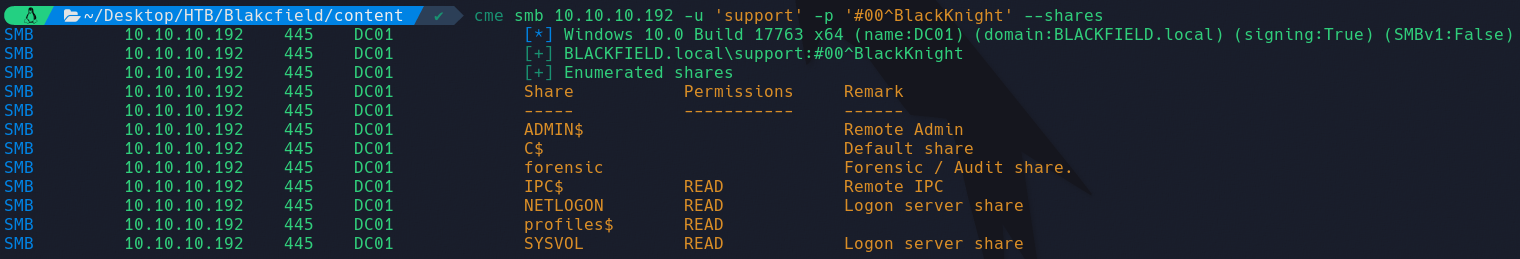 ~/Desktop/HTB/Blakcfield/content ✔ cme smb 10.10.10.192 -u 'support' -p '#00^BlackKnight' --shares
SMB 10.10.10.192 445 DC01 [*] Windows 10.0 Build 17763 x64 (name:DC01) (domain:BLACKFIELD.local) (signing:True) (SMBv1:False)
SMB 10.10.10.192 445 DC01 [+] BLACKFIELD.local\support:#00^BlackKnight
SMB 10.10.10.192 445 DC01 [+] Enumerated shares
SMB 10.10.10.192 445 DC01 Share Permissions Remark
SMB 10.10.10.192 445 DC01 ----- ----------- ------
SMB 10.10.10.192 445 DC01 ADMIN$ Remote Admin
SMB 10.10.10.192 445 DC01 C$ Default share
SMB 10.10.10.192 445 DC01 forensic Forensic / Audit share.
SMB 10.10.10.192 445 DC01 IPC$ READ Remote IPC
SMB 10.10.10.192 445 DC01 NETLOGON READ Logon server share
SMB 10.10.10.192 445 DC01 profiles$ READ
SMB 10.10.10.192 445 DC01 SYSVOL READ Logon server share